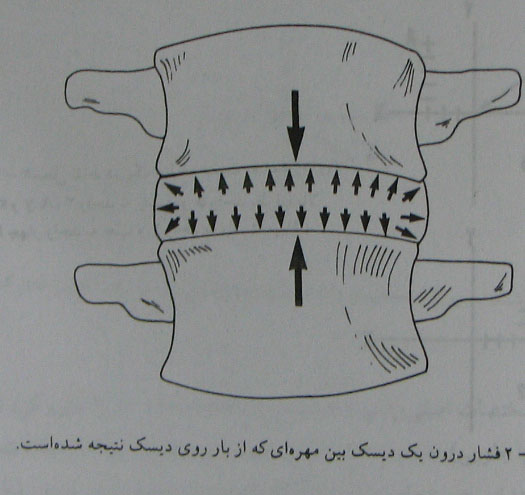 - ۲ فشار درون یک دیسک بین مهره‌ای که از بار روی دیسک نتیجه شده‌است.